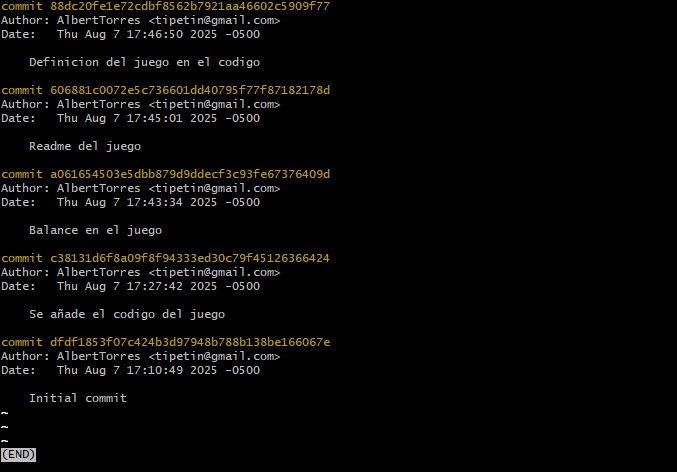 commit 88dc20fe1e72cdbf8562b7921aa46602c5909f77
Author: AlbertTorres <tipetin@gmail.com>
Date:   Thu Aug 7 17:46:50 2025 -0500
Definicion del juego en el codigo
commit 606881c0072e5c736601dd40795f77f87182178d
Author: AlbertTorres <tipetin@gmail.com>
Date:   Thu Aug 7 17:45:01 2025 -0500
Readme del juego
commit a061654503e5dbb879d9ddecf3c93fe67376409d
Author: AlbertTorres <tipetin@gmail.com>
Date:   Thu Aug 7 17:43:34 2025 -0500
Balance en el juego
commit c38131d6f8a09f8f94333ed30c79f45126366424
Author: AlbertTorres <tipetin@gmail.com>
Date:   Thu Aug 7 17:27:42 2025 -0500
Se añade el codigo del juego
commit dfdf1853f07c424b3d97948b788b138be166067e
Author: AlbertTorres <tipetin@gmail.com>
Date:   Thu Aug 7 17:10:49 2025 -0500
Initial commit
~
~
~
(END)